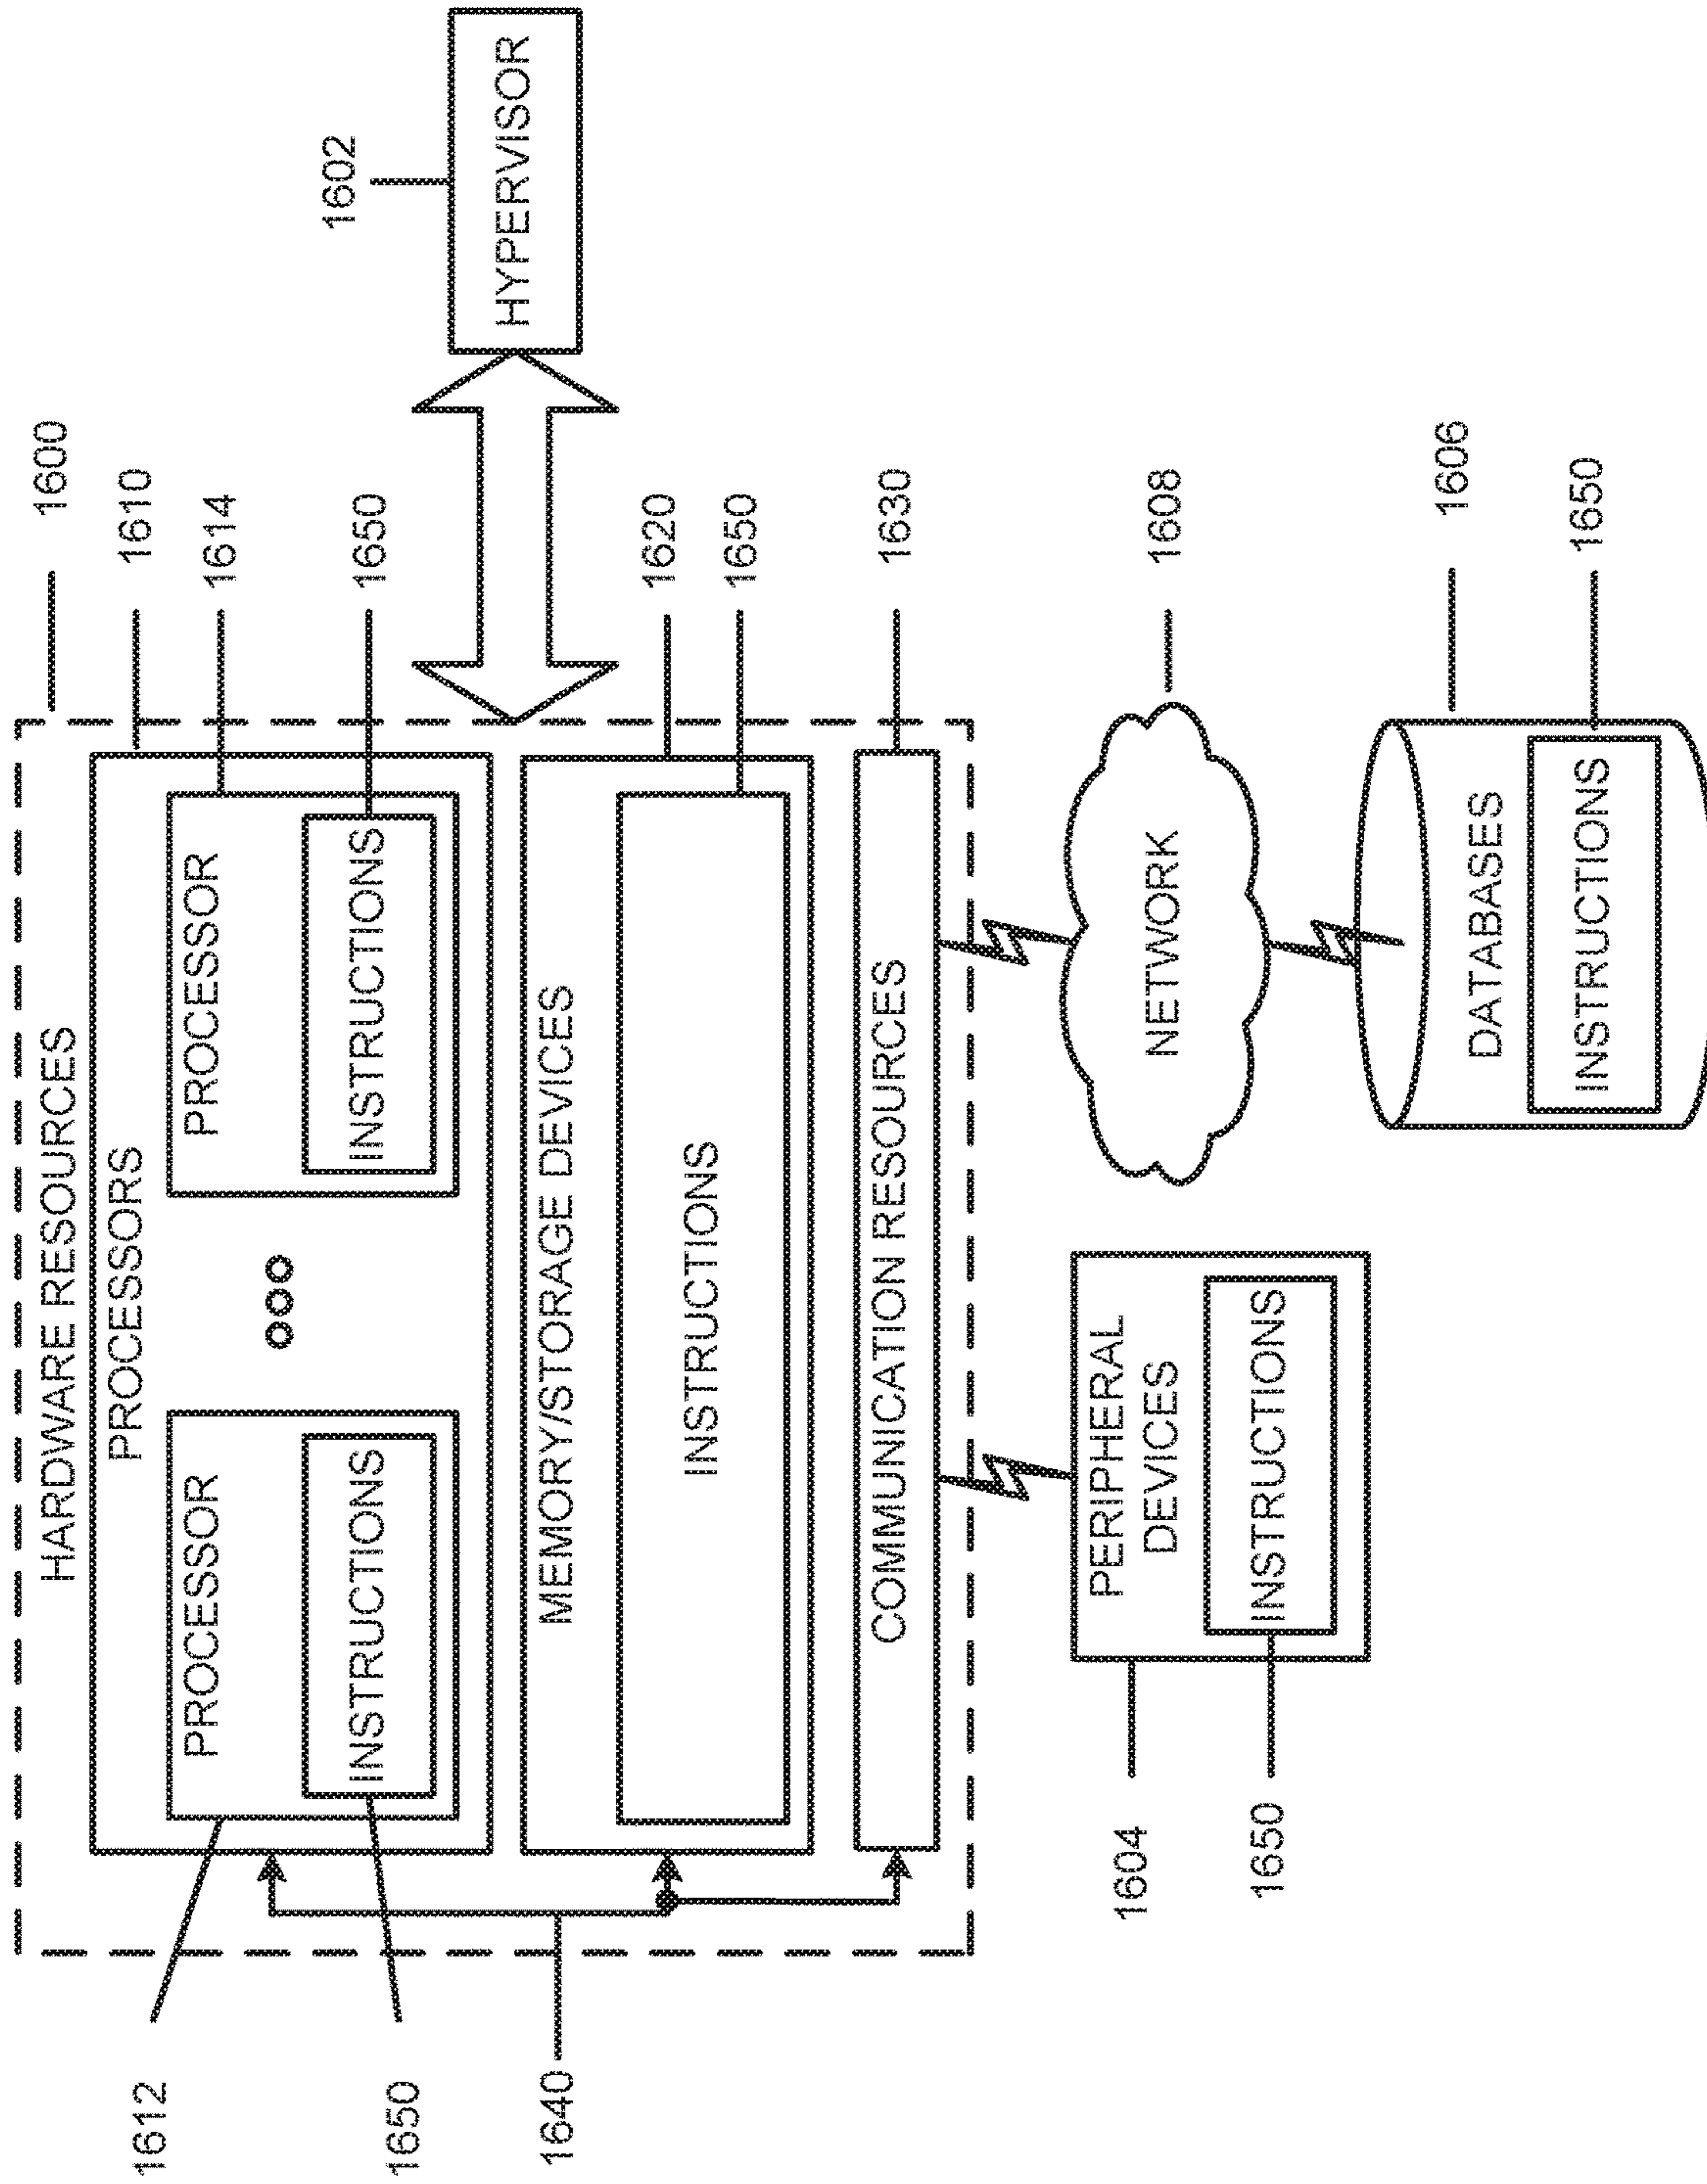 HARDWARE RESOURCES
1600
PROCESSORS
1610
1612
PROCESSOR
PROCESSOR
1614
1650
INSTRUCTIONS
INSTRUCTIONS
1650
1602
HYPERVISOR
1640
MEMORY/STORAGE DEVICES
1620
INSTRUCTIONS
1650
COMMUNICATION RESOURCES
1630
1604
PERIPHERAL
DEVICES
1650
INSTRUCTIONS
NETWORK
1608
DATABASES
1606
INSTRUCTIONS
1650